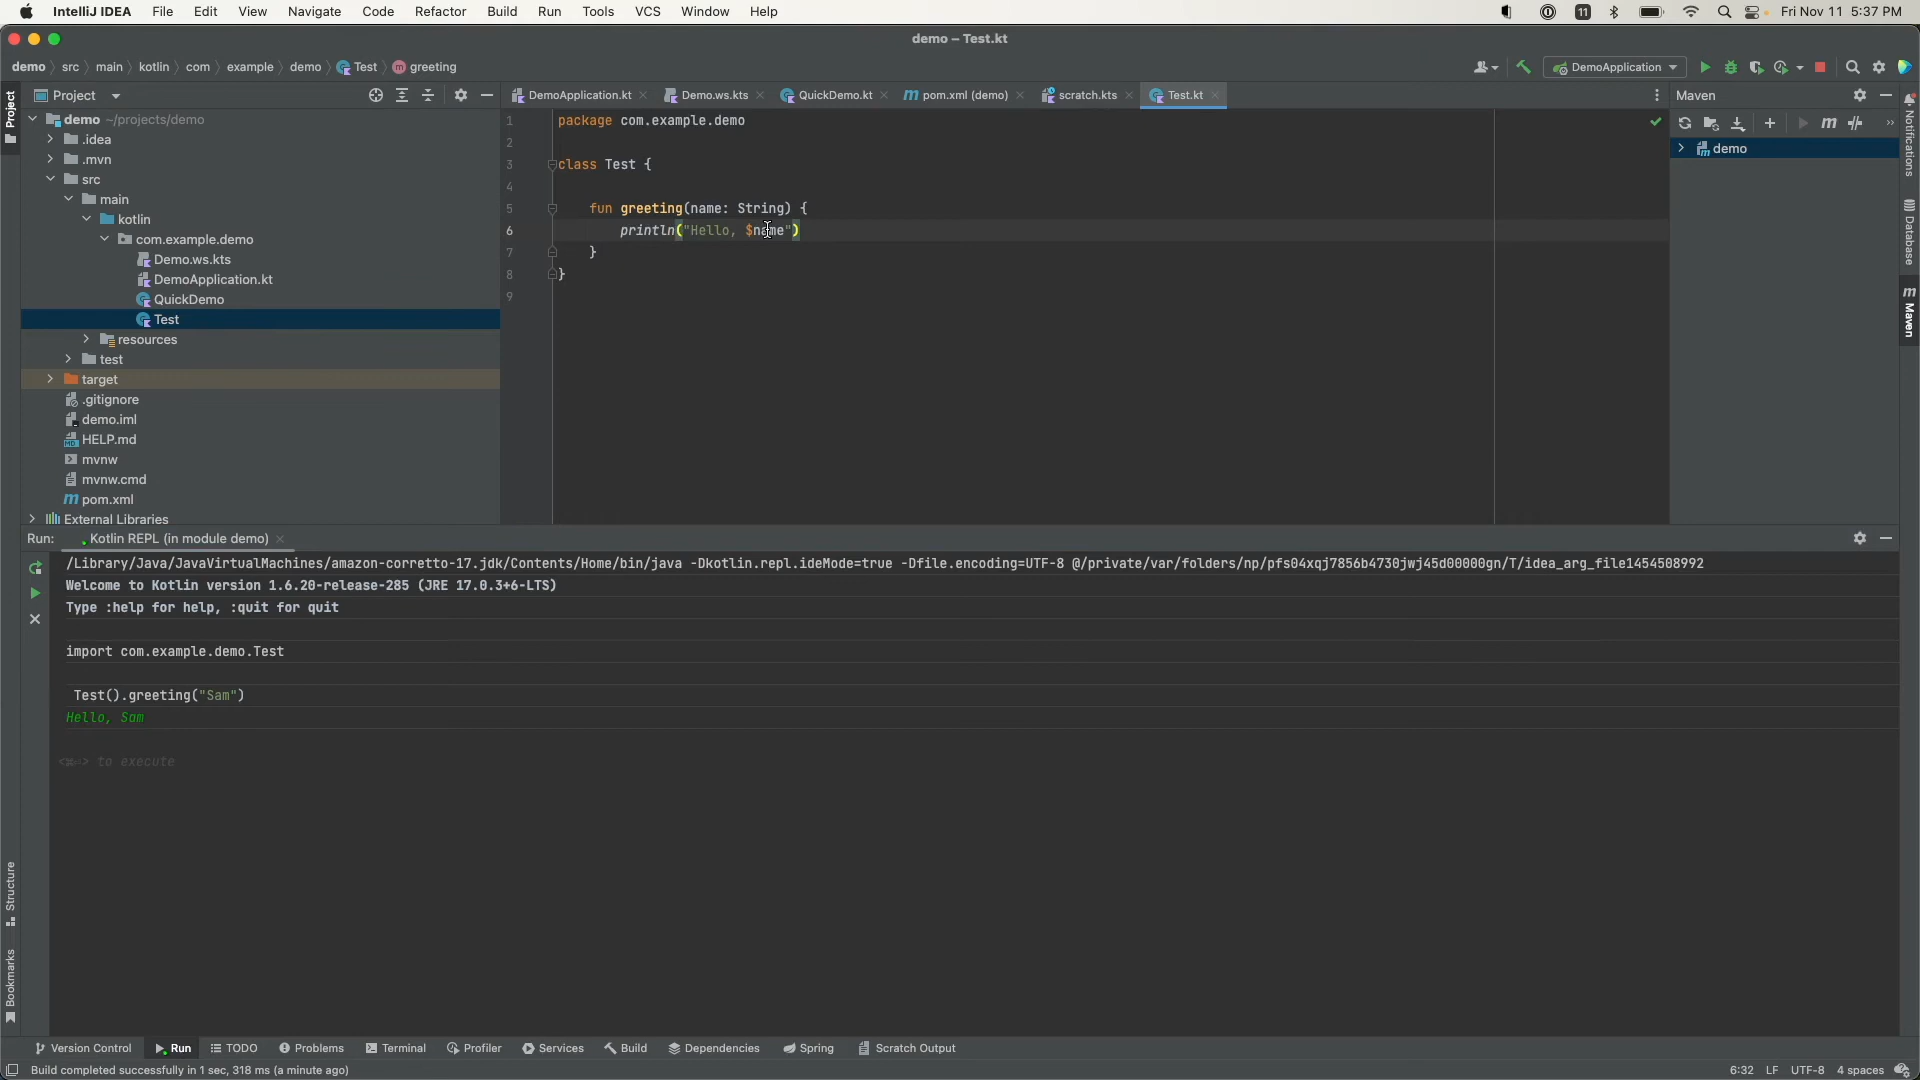 IntelliJ IDEA File Edit View Navigate Code Refactor Build Run Tools VCS Window Help 11 Fri Nov 11 5:37 PM
demo – Test.kt
demo src main kotlin com example demo Test greeting DemoApplication
Project
Project
DemoApplication.kt Demo.ws.kts QuickDemo.kt pom.xml (demo) scratch.kts Test.kt
Maven
Notifications
Database
Maven
demo
demo ~/projects/demo
.idea
.mvn
src
main
kotlin
com.example.demo
Demo.ws.kts
DemoApplication.kt
QuickDemo
Test
resources
test
target
.gitignore
demo.iml
HELP.md
mvnw
mvnw.cmd
pom.xml
External Libraries
1 package com.example.demo
2
3 class Test {
4
5 fun greeting(name: String) {
6 println("Hello, $name")
7 }
8 }
9
Run: Kotlin REPL (in module demo)
/Library/Java/JavaVirtualMachines/amazon-corretto-17.jdk/Contents/Home/bin/java -Dkotlin.repl.ideMode=true -Dfile.encoding=UTF-8 @/private/var/folders/np/pfs04xqj7856b4730jwj45d00000gn/T/idea_arg_file1454508992
Welcome to Kotlin version 1.6.20-release-285 (JRE 17.0.3+6-LTS)
Type :help for help, :quit for quit
import com.example.demo.Test
Test().greeting("Sam")
Hello, Sam
<⌘⏎> to execute
Structure
Bookmarks
Version Control Run TODO Problems Terminal Profiler Services Build Dependencies Spring Scratch Output
Build completed successfully in 1 sec, 318 ms (a minute ago) 6:32 LF UTF-8 4 spaces